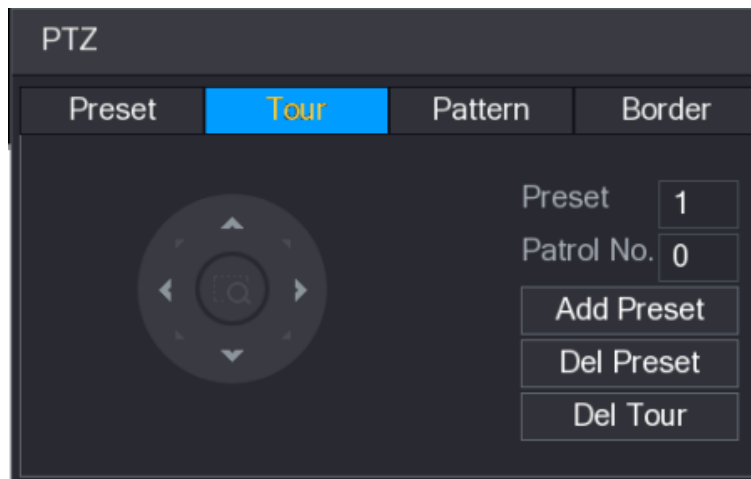 PTZ
Preset Tour Pattern Border
Preset 1
Patrol No. 0
Add Preset
Del Preset
Del Tour